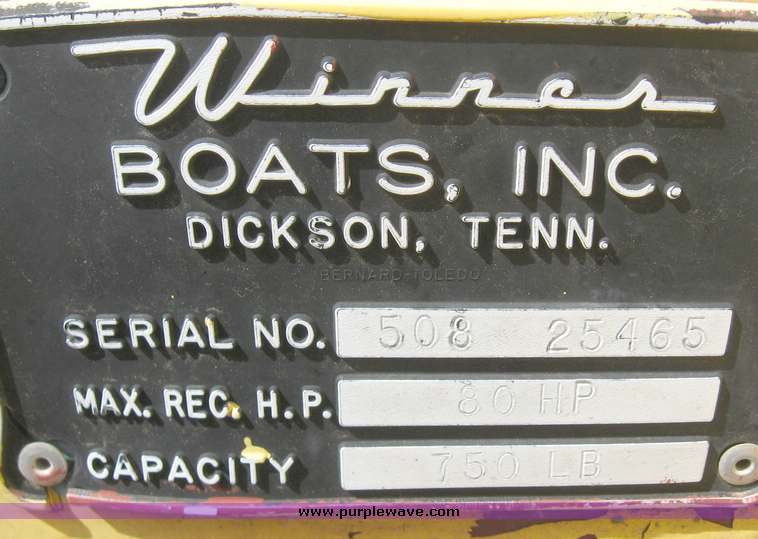 Winner
BOATS, INC.
DICKSON, TENN.
BERNARD-TOLEDO
SERIAL NO. 508 25465
MAX. REC. H.P. 80 HP
CAPACITY 750 LB
www.purplewave.com